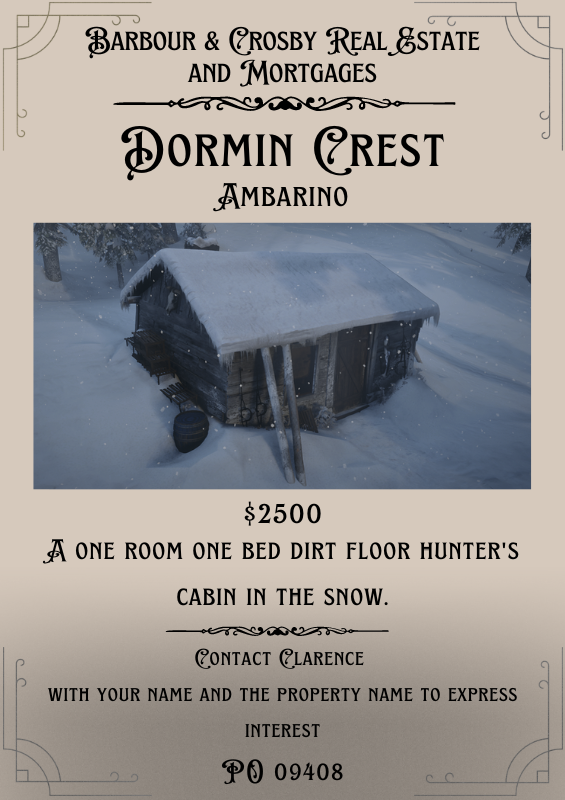 Barbour & Crosby Real Estate
and Mortgages
Dormin Crest
Ambarino
$2500
A one room one bed dirt floor hunter's
cabin in the snow.
Contact Clarence
with your name and the property name to express
interest
PO 09408